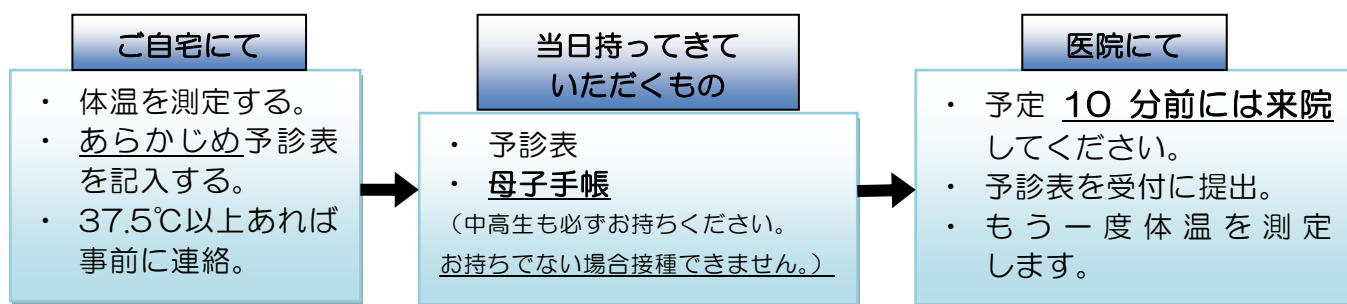 ご自宅にて
・ 体温を測定する。
・ あらかじめ予診表
を記入する。
・ 37.5℃以上あれば
事前に連絡。
当日持ってきて
いただくもの
・ 予診表
・ 母子手帳
（中高生も必ずお持ちください。
お持ちでない場合接種できません。）
医院にて
・ 予定 10 分前には来院
してください。
・ 予診表を受付に提出。
・ もう一度体温を測定
します。